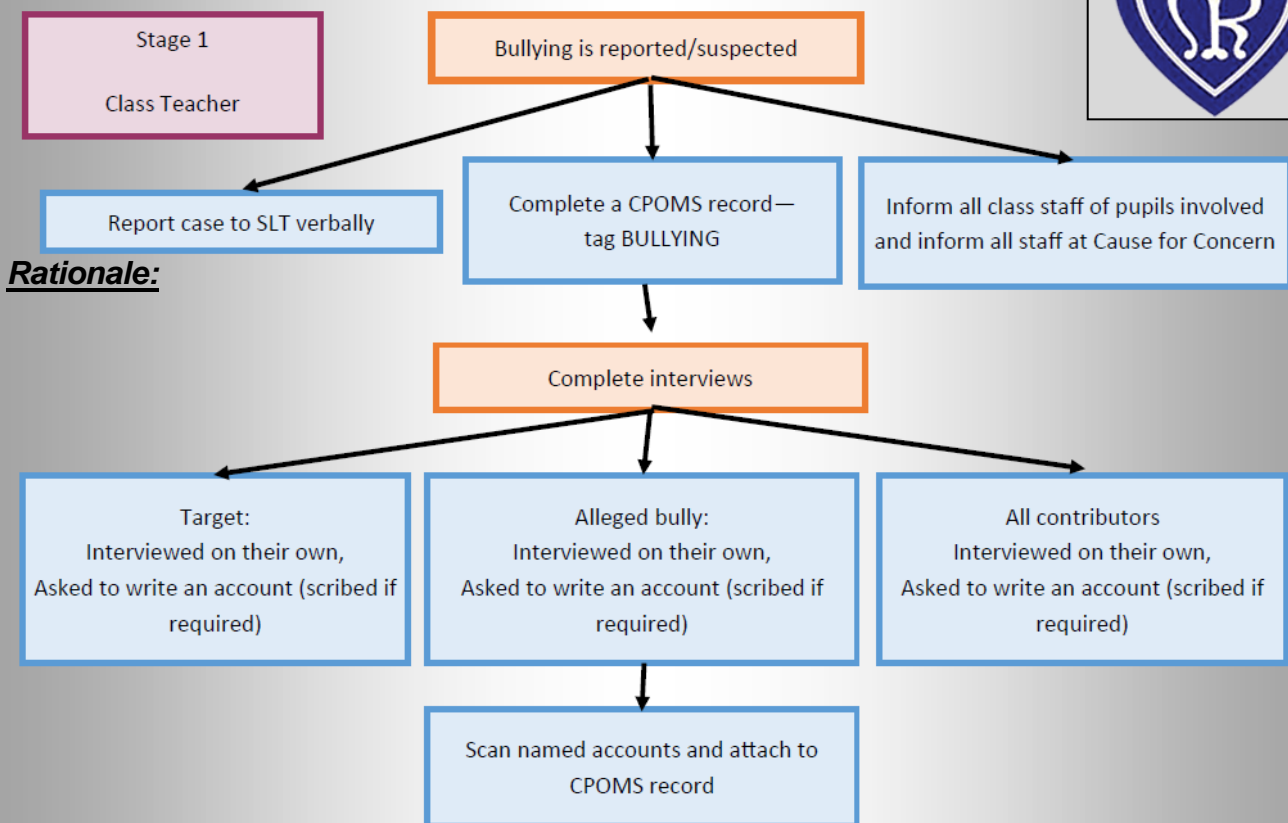 Stage 1
Class Teacher
Bullying is reported/suspected
Report case to SLT verbally
Complete a CPOMS record—
tag BULLYING
Inform all class staff of pupils involved
and inform all staff at Cause for Concern
Rationale:
Complete interviews
Target:
Interviewed on their own,
Asked to write an account (scribed if
required)
Alleged bully:
Interviewed on their own,
Asked to write an account (scribed if
required)
All contributors
Interviewed on their own,
Asked to write an account (scribed if
required)
Scan named accounts and attach to
CPOMS record